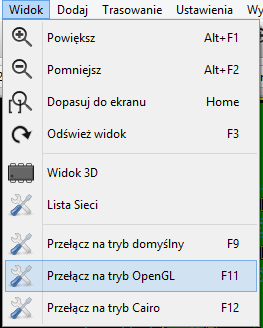 Widok Dodaj Trasowanie Ustawienia
Powiększ Alt+F1
Pomniejsz Alt+F2
Dopasuj do ekranu Home
Odśwież widok F3
Widok 3D
Lista Sieci
Przełącz na tryb domyślny F9
Przełącz na tryb OpenGL F11
Przełącz na tryb Cairo F12